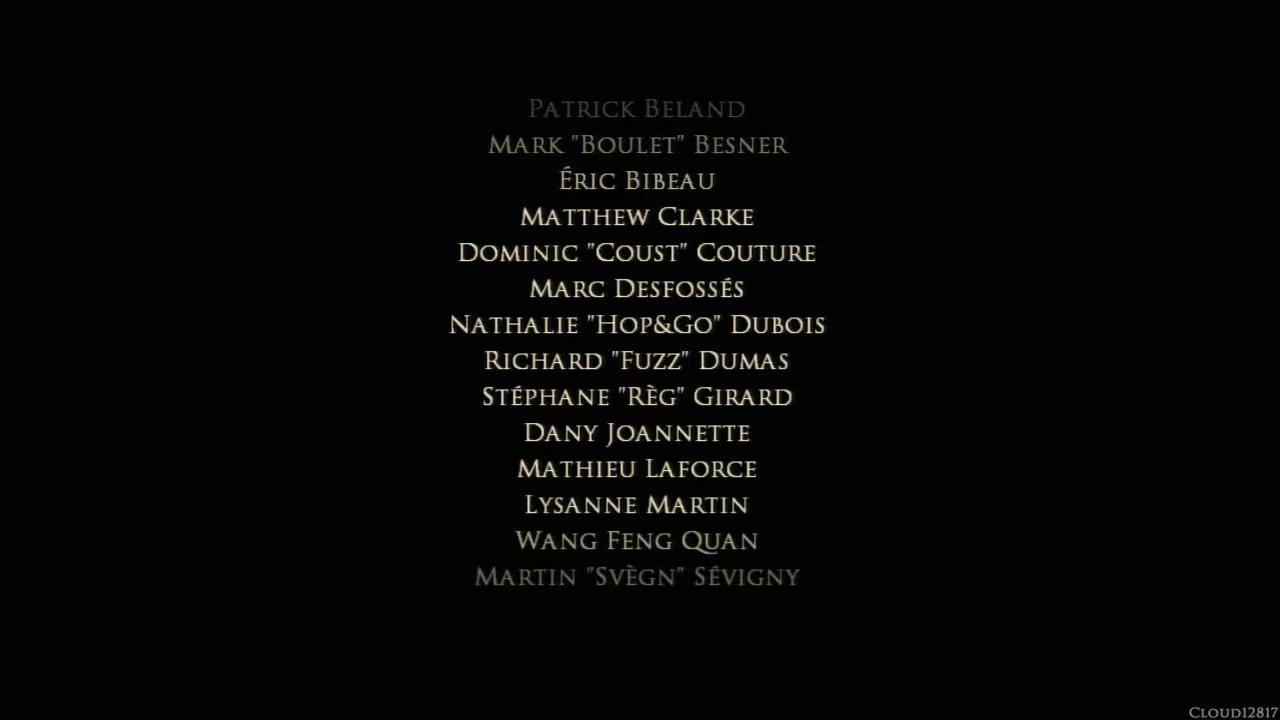 Patrick Beland
Mark "Boulet" Besner
Éric Bibeau
Matthew Clarke
Dominic "Coust" Couture
Marc Desfossés
Nathalie "Hop&Go" Dubois
Richard "Fuzz" Dumas
Stéphane "Règ" Girard
Dany Joannette
Mathieu Laforce
Lysanne Martin
Wang Feng Quan
Martin "Svègn" Sévigny
Cloud12817